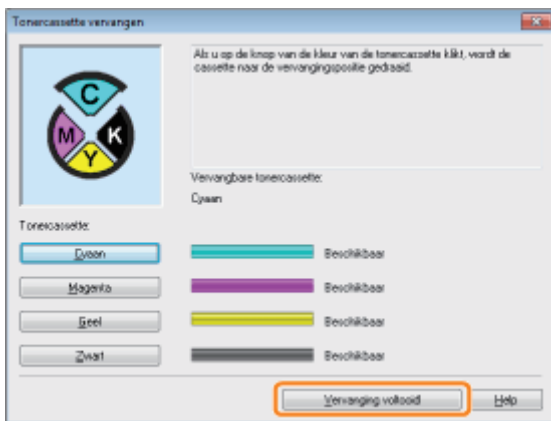 Tonercassette vervangen
C
M
K
Y
Als u op de knop van de kleur van de tonercassette klikt, wordt de
cassette naar de vervangingspositie gedraaid.
Vervangbare tonercassette:
Cyaan
Tonercassette:
Cyaan
Beschikbaar
Magenta
Beschikbaar
Geel
Beschikbaar
Zwart
Beschikbaar
Vervanging voltooid
Help